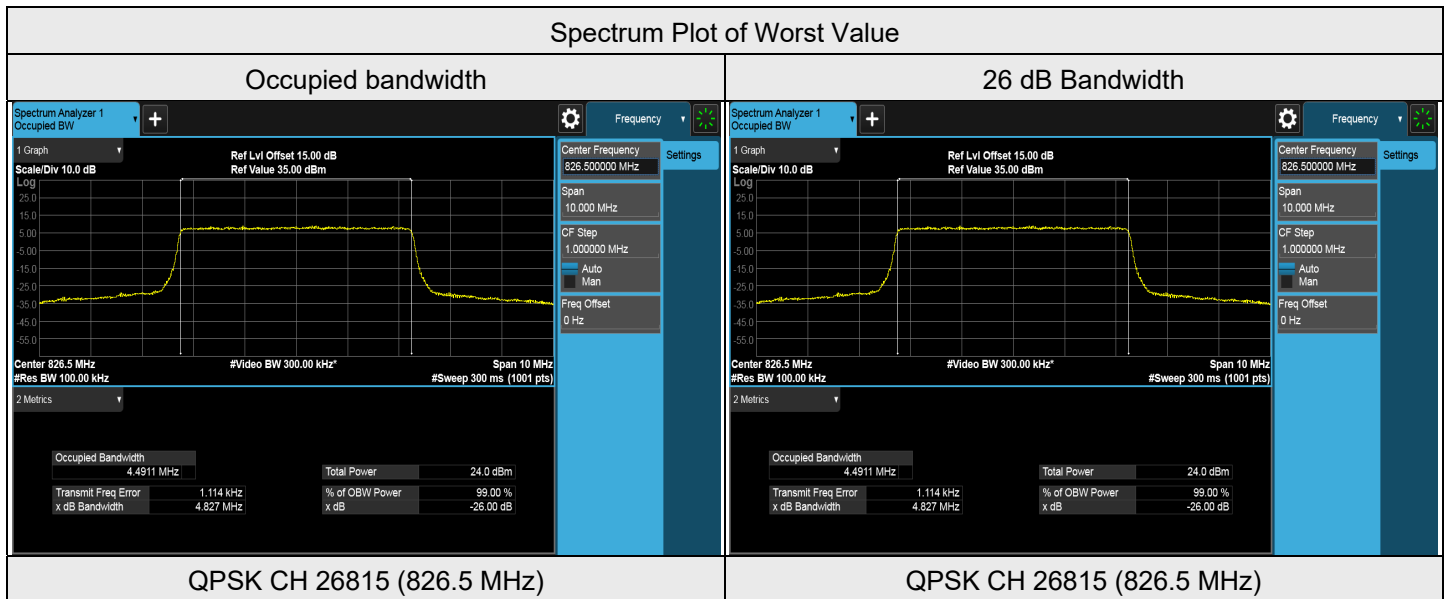 Spectrum Plot of Worst Value
Occupied bandwidth
26 dB Bandwidth
Spectrum Analyzer 1
Occupied BW
+
Frequency
1 Graph
Scale/Div 10.0 dB
Ref Lvl Offset 15.00 dB
Ref Value 35.00 dBm
Log
25.0
15.0
5.00
-5.00
-15.0
-25.0
-35.0
-45.0
-55.0
Center 826.5 MHz
#Video BW 300.00 kHz*
Span 10 MHz
#Res BW 100.00 kHz
#Sweep 300 ms (1001 pts)
Center Frequency
826.500000 MHz
Settings
Span
10.000 MHz
CF Step
1.000000 MHz
Auto
Man
Freq Offset
0 Hz
2 Metrics
Occupied Bandwidth
4.4911 MHz
Total Power 24.0 dBm
Transmit Freq Error 1.114 kHz
% of OBW Power 99.00 %
x dB Bandwidth 4.827 MHz
x dB -26.00 dB
Spectrum Analyzer 1
Occupied BW
+
Frequency
1 Graph
Scale/Div 10.0 dB
Ref Lvl Offset 15.00 dB
Ref Value 35.00 dBm
Log
25.0
15.0
5.00
-5.00
-15.0
-25.0
-35.0
-45.0
-55.0
Center 826.5 MHz
#Video BW 300.00 kHz*
Span 10 MHz
#Res BW 100.00 kHz
#Sweep 300 ms (1001 pts)
Center Frequency
826.500000 MHz
Settings
Span
10.000 MHz
CF Step
1.000000 MHz
Auto
Man
Freq Offset
0 Hz
2 Metrics
Occupied Bandwidth
4.4911 MHz
Total Power 24.0 dBm
Transmit Freq Error 1.114 kHz
% of OBW Power 99.00 %
x dB Bandwidth 4.827 MHz
x dB -26.00 dB
QPSK CH 26815 (826.5 MHz)
QPSK CH 26815 (826.5 MHz)